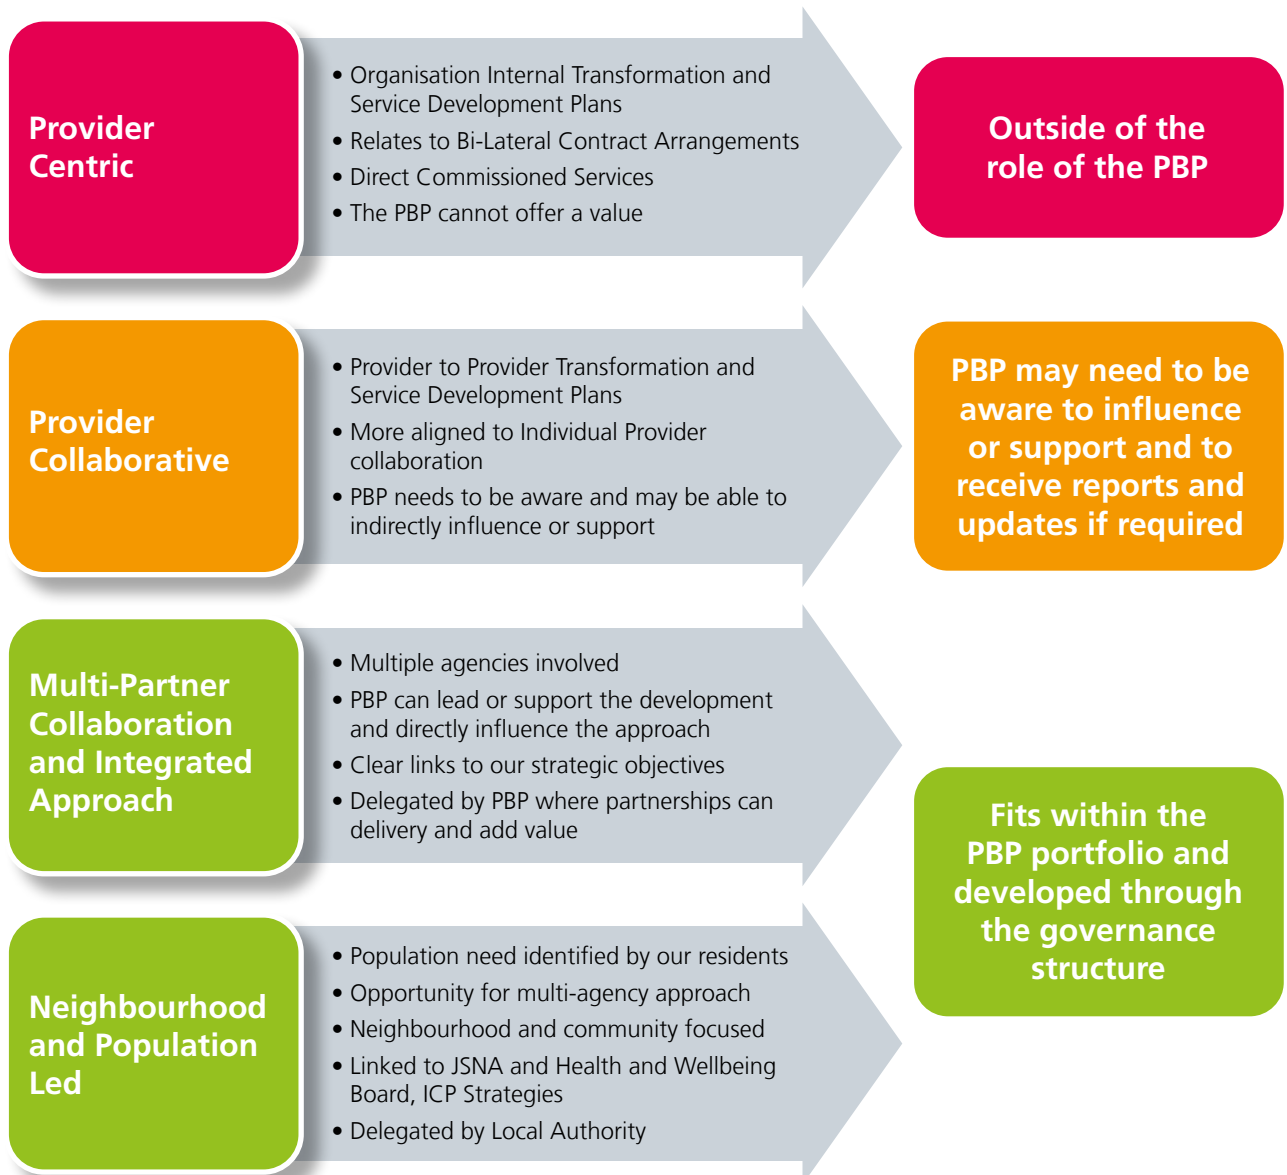 Provider
Centric
• Organisation Internal Transformation and
Service Development Plans
• Relates to Bi-Lateral Contract Arrangements
• Direct Commissioned Services
• The PBP cannot offer a value
Outside of the
role of the PBP
Provider
Collaborative
• Provider to Provider Transformation and
Service Development Plans
• More aligned to Individual Provider
collaboration
• PBP needs to be aware and may be able to
indirectly influence or support
PBP may need to be
aware to influence
or support and to
receive reports and
updates if required
Multi-Partner
Collaboration
and Integrated
Approach
• Multiple agencies involved
• PBP can lead or support the development
and directly influence the approach
• Clear links to our strategic objectives
• Delegated by PBP where partnerships can
delivery and add value
Neighbourhood
and Population
Led
• Population need identified by our residents
• Opportunity for multi-agency approach
• Neighbourhood and community focused
• Linked to JSNA and Health and Wellbeing
Board, ICP Strategies
• Delegated by Local Authority
Fits within the
PBP portfolio and
developed through
the governance
structure